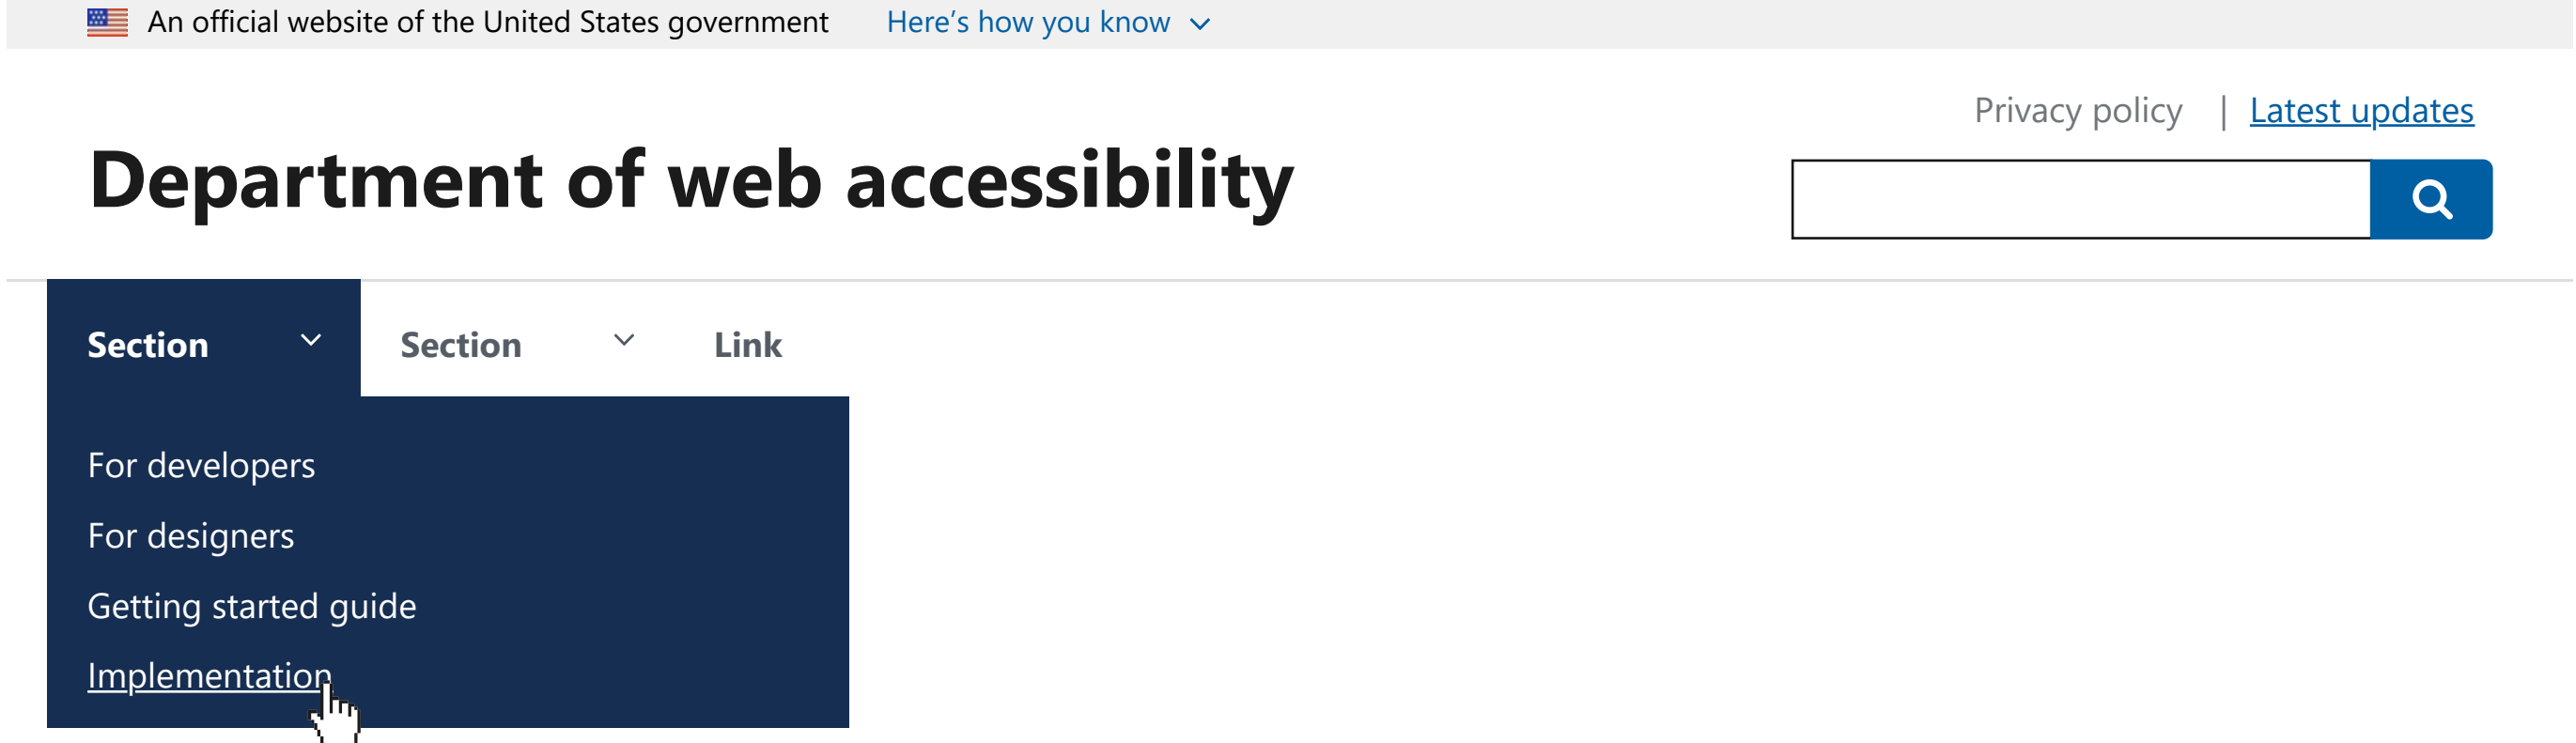 An official website of the United States government Here’s how you know
Privacy policy | Latest updates
Department of web accessibility
Section Section Link
For developers
For designers
Getting started guide
Implementation